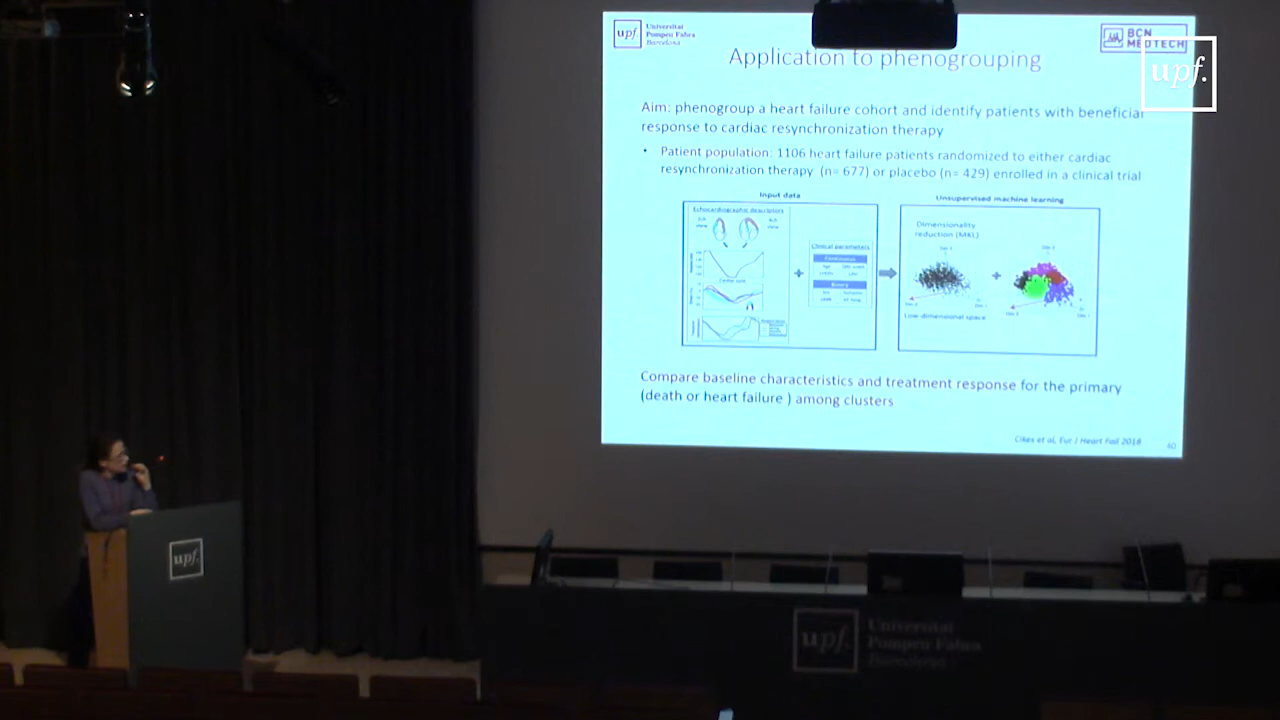 upf.
Universitat
Pompeu Fabra
Barcelona
BCN
MEDTECH
upf.
Application to phenogrouping
Aim: phenogroup a heart failure cohort and identify patients with beneficial
response to cardiac resynchronization therapy
• Patient population: 1106 heart failure patients randomized to either cardiac
resynchronization therapy (n= 677) or placebo (n= 429) enrolled in a clinical trial
Input data
Unsupervised machine learning
Echocardiographic descriptors
Clinical parameters
+
Dimensionality
reduction (MKL)
+
Low-dimensional space
Compare baseline characteristics and treatment response for the primary
(death or heart failure ) among clusters
Cikes et al, Eur J Heart Fail 2018
60
upf.
upf.
Universitat
Pompeu Fabra
Barcelona